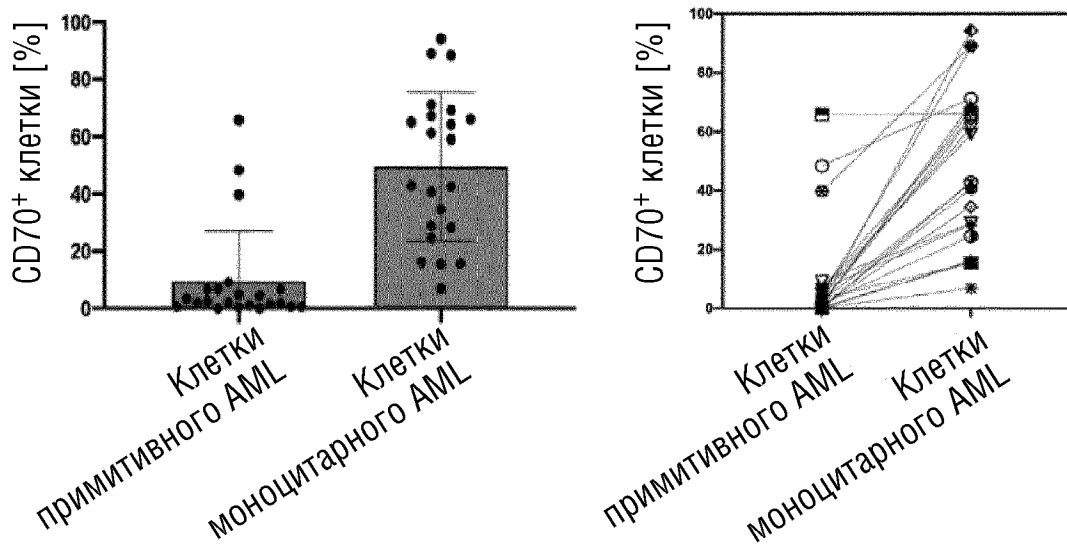 CD70⁺ клетки [%]
100
80
60
40
20
0
Клетки
примитивного AML
Клетки
моноцитарного AML
CD70⁺ клетки [%]
100
80
60
40
20
0
Клетки
примитивного AML
Клетки
моноцитарного AML